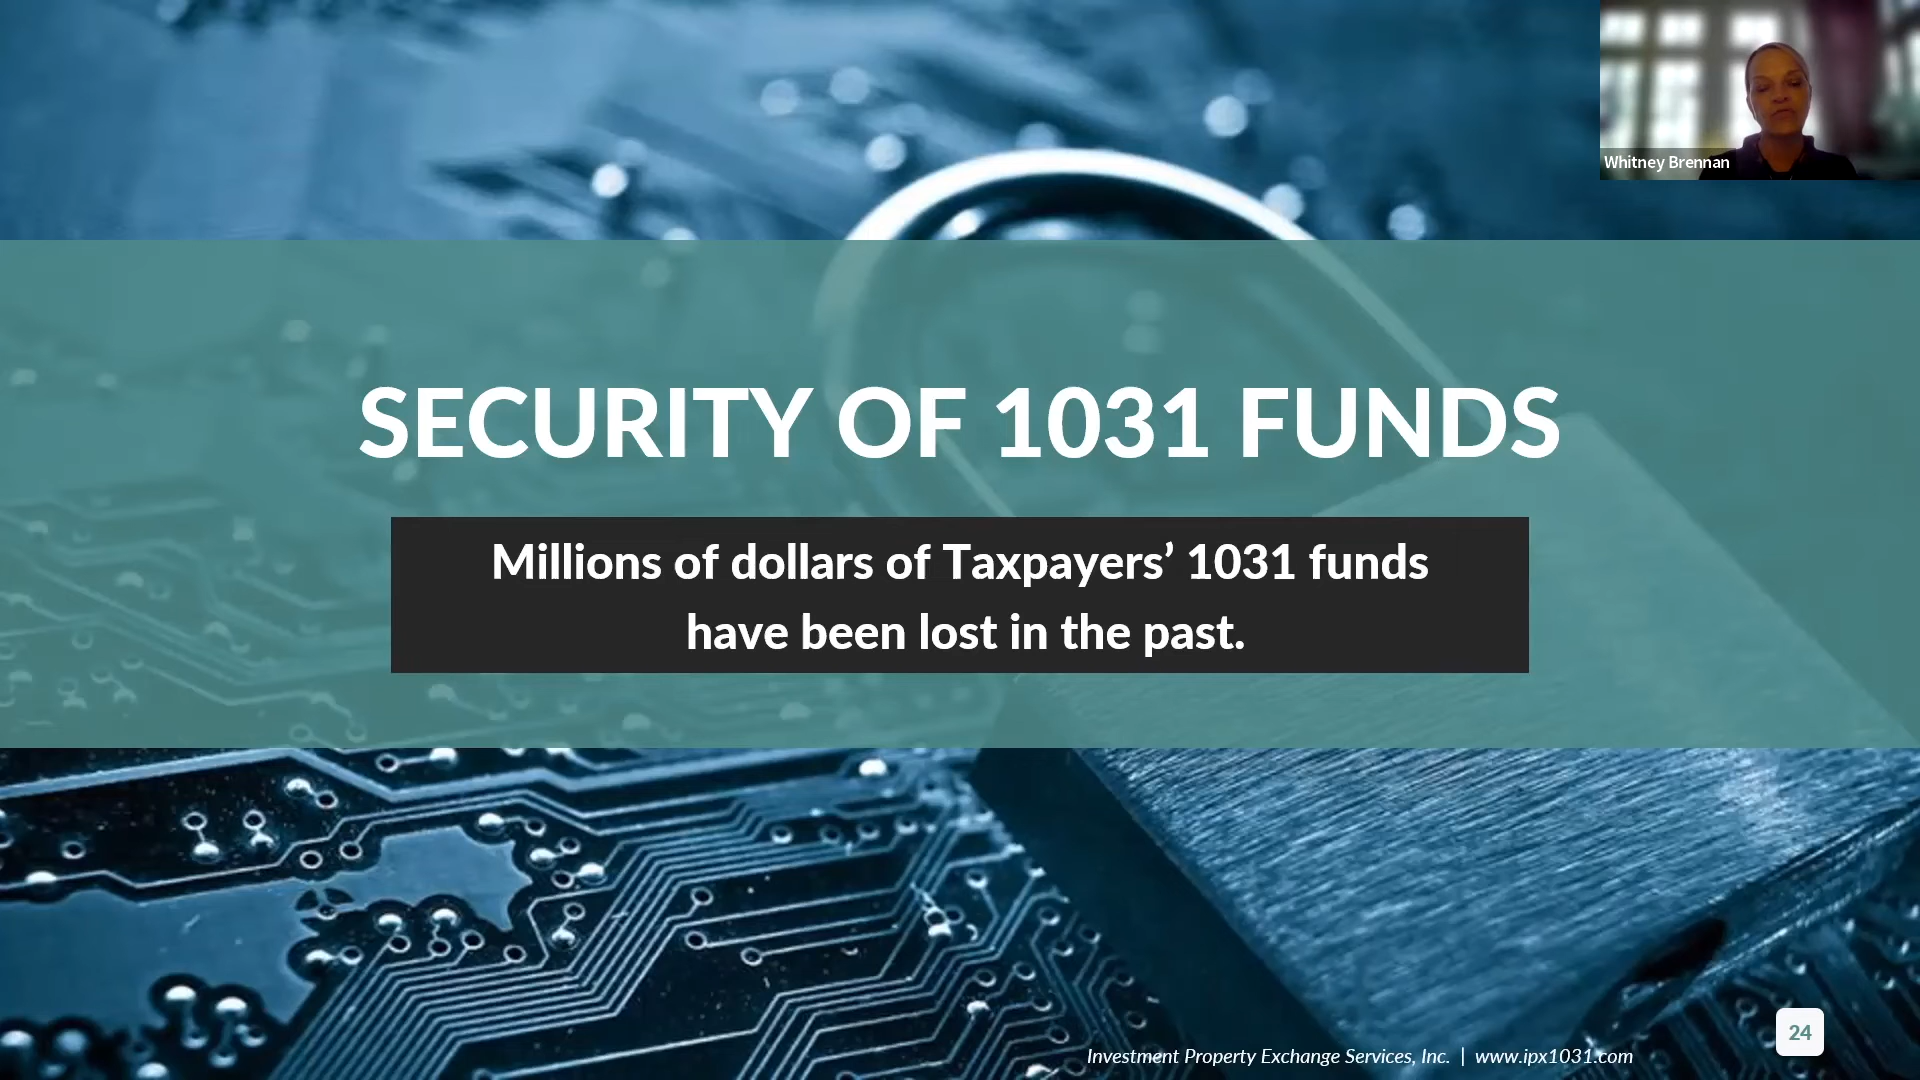 Whitney Brennan
SECURITY OF 1031 FUNDS
Millions of dollars of Taxpayers’ 1031 funds
have been lost in the past.
24
Investment Property Exchange Services, Inc. | www.ipx1031.com